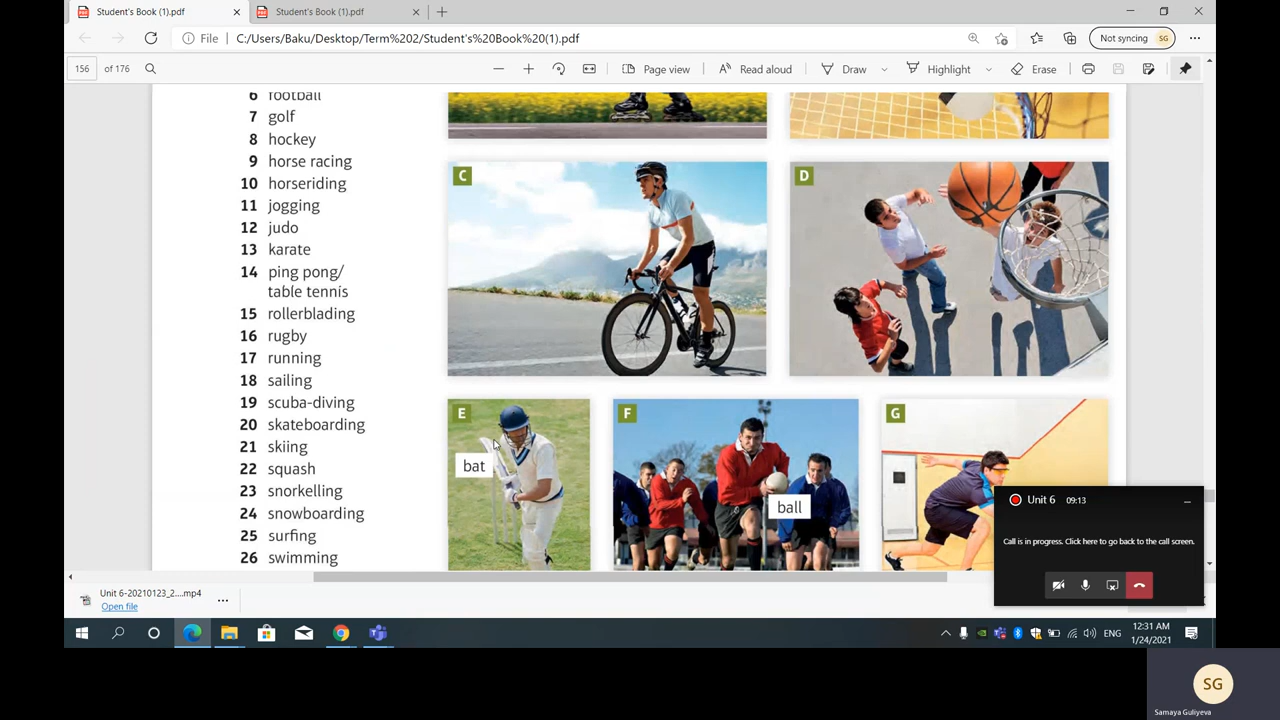 Student's Book (1).pdf
Student's Book (1).pdf
File
C:/Users/Baku/Desktop/Term%202/Student's%20Book%20(1).pdf
Not syncing SG
156 of 176
Page view
Read aloud
Draw
Highlight
Erase
6 football
7 golf
8 hockey
9 horse racing
10 horseriding
11 jogging
12 judo
13 karate
14 ping pong/
table tennis
15 rollerblading
16 rugby
17 running
18 sailing
19 scuba-diving
20 skateboarding
21 skiing
22 squash
23 snorkelling
24 snowboarding
25 surfing
26 swimming
C
D
E
bat
F
ball
G
Unit 6 09:13
Call is in progress. Click here to go back to the call screen.
Unit 6-20210123_2....mp4
Open file
ENG
12:31 AM
1/24/2021
SG
Samaya Guliyeva